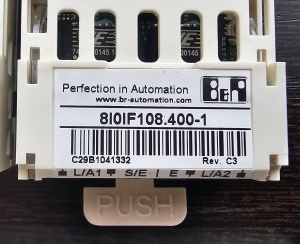 Perfection in Automation
www.br-automation.com
B&R
8I0IF108.400-1
C29B1041332
Rev. C3
L/A1 S/E | E L/A2
PUSH